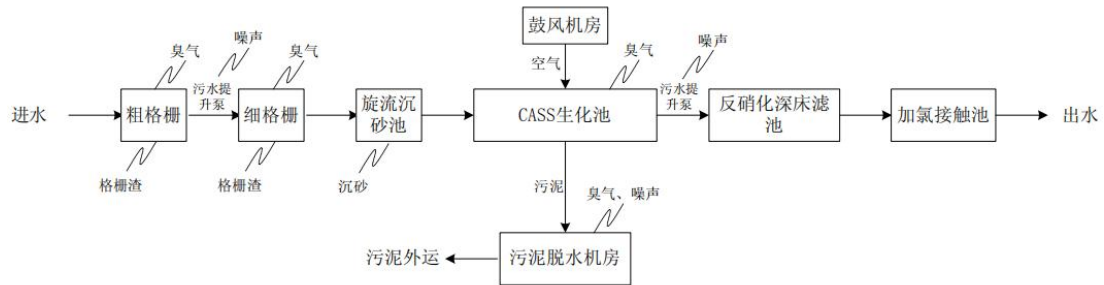 鼓风机房
臭气
噪声
臭气
空气
臭气
噪声
进水
粗格栅
污水提
升泵
细格栅
旋流沉
砂池
CASS生化池
污水提
升泵
反硝化深床滤
池
加氯接触池
出水
格栅渣
格栅渣
沉砂
污泥
臭气、噪声
污泥外运
污泥脱水机房